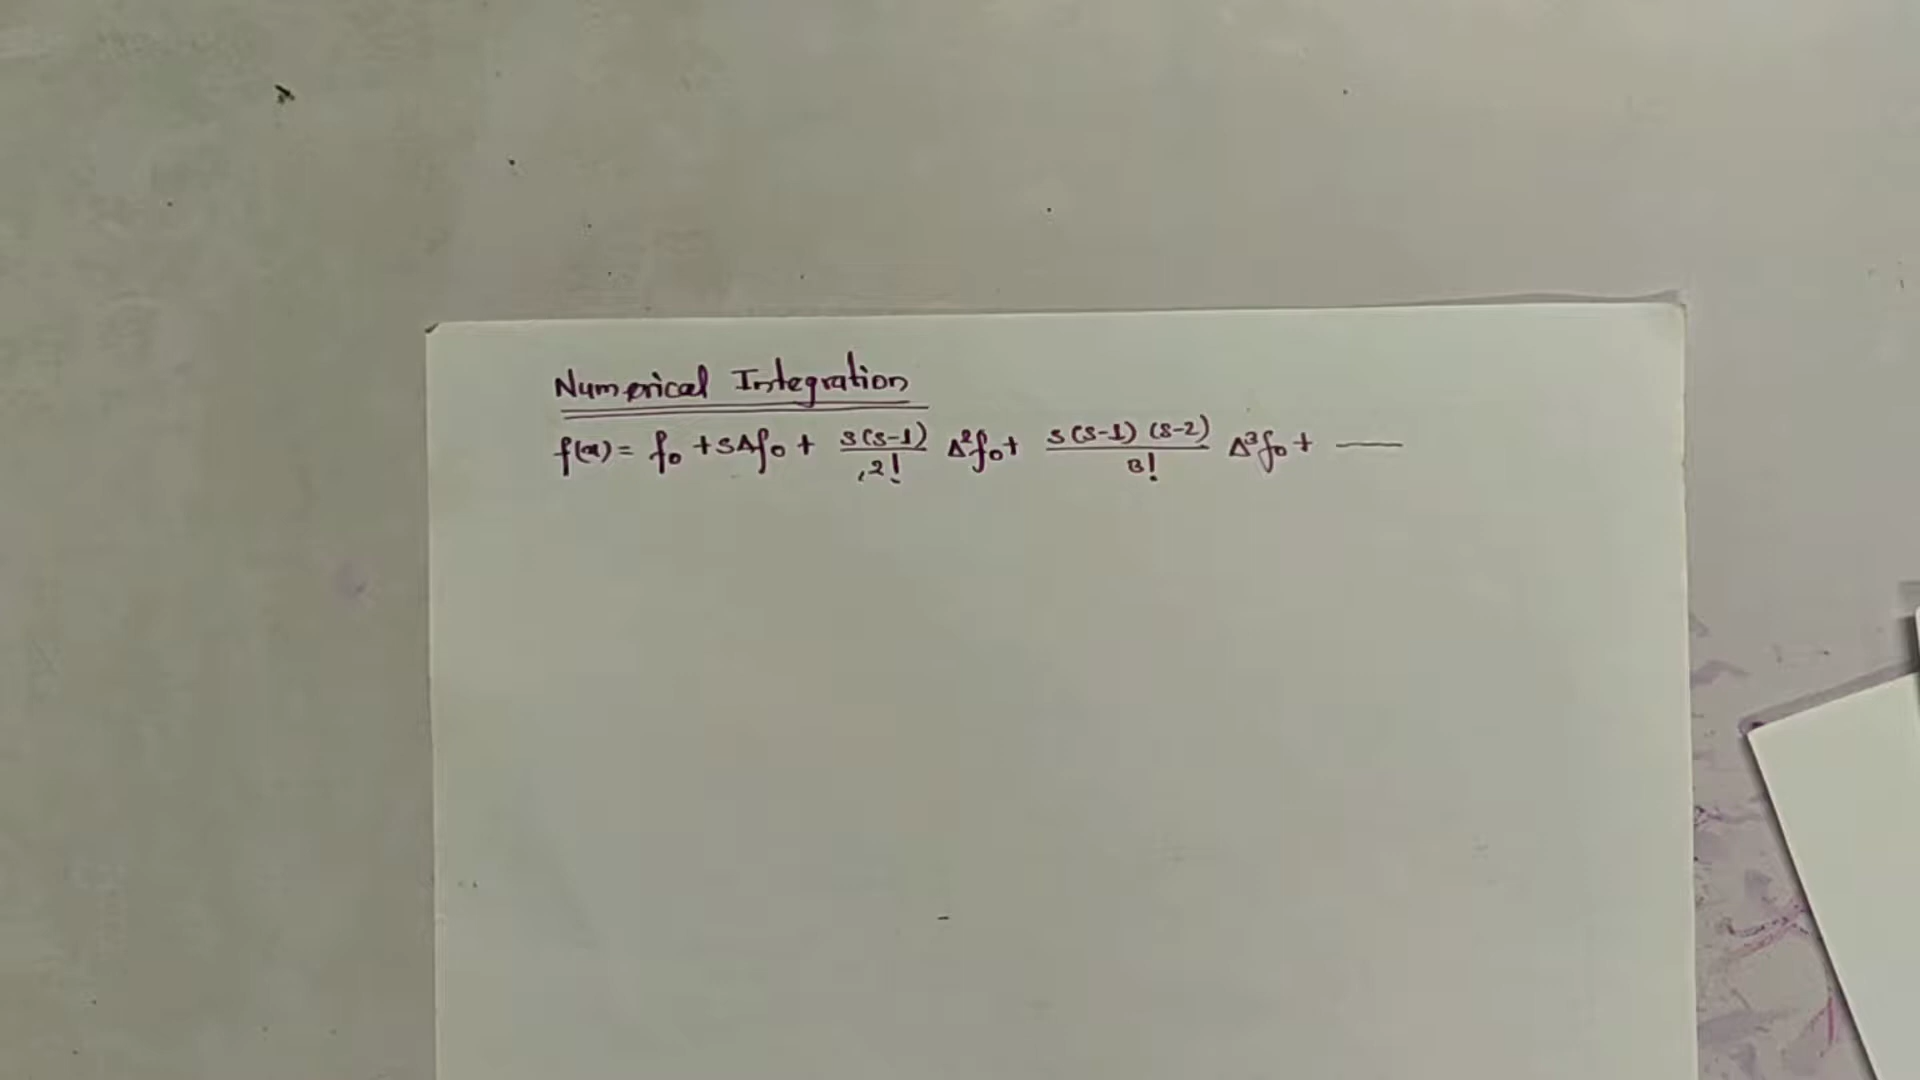 Numerical Integration
f(x) = f₀ + SΔf₀ + S(S-1)/2! Δ²f₀ + S(S-1)(S-2)/3! Δ³f₀ + ——